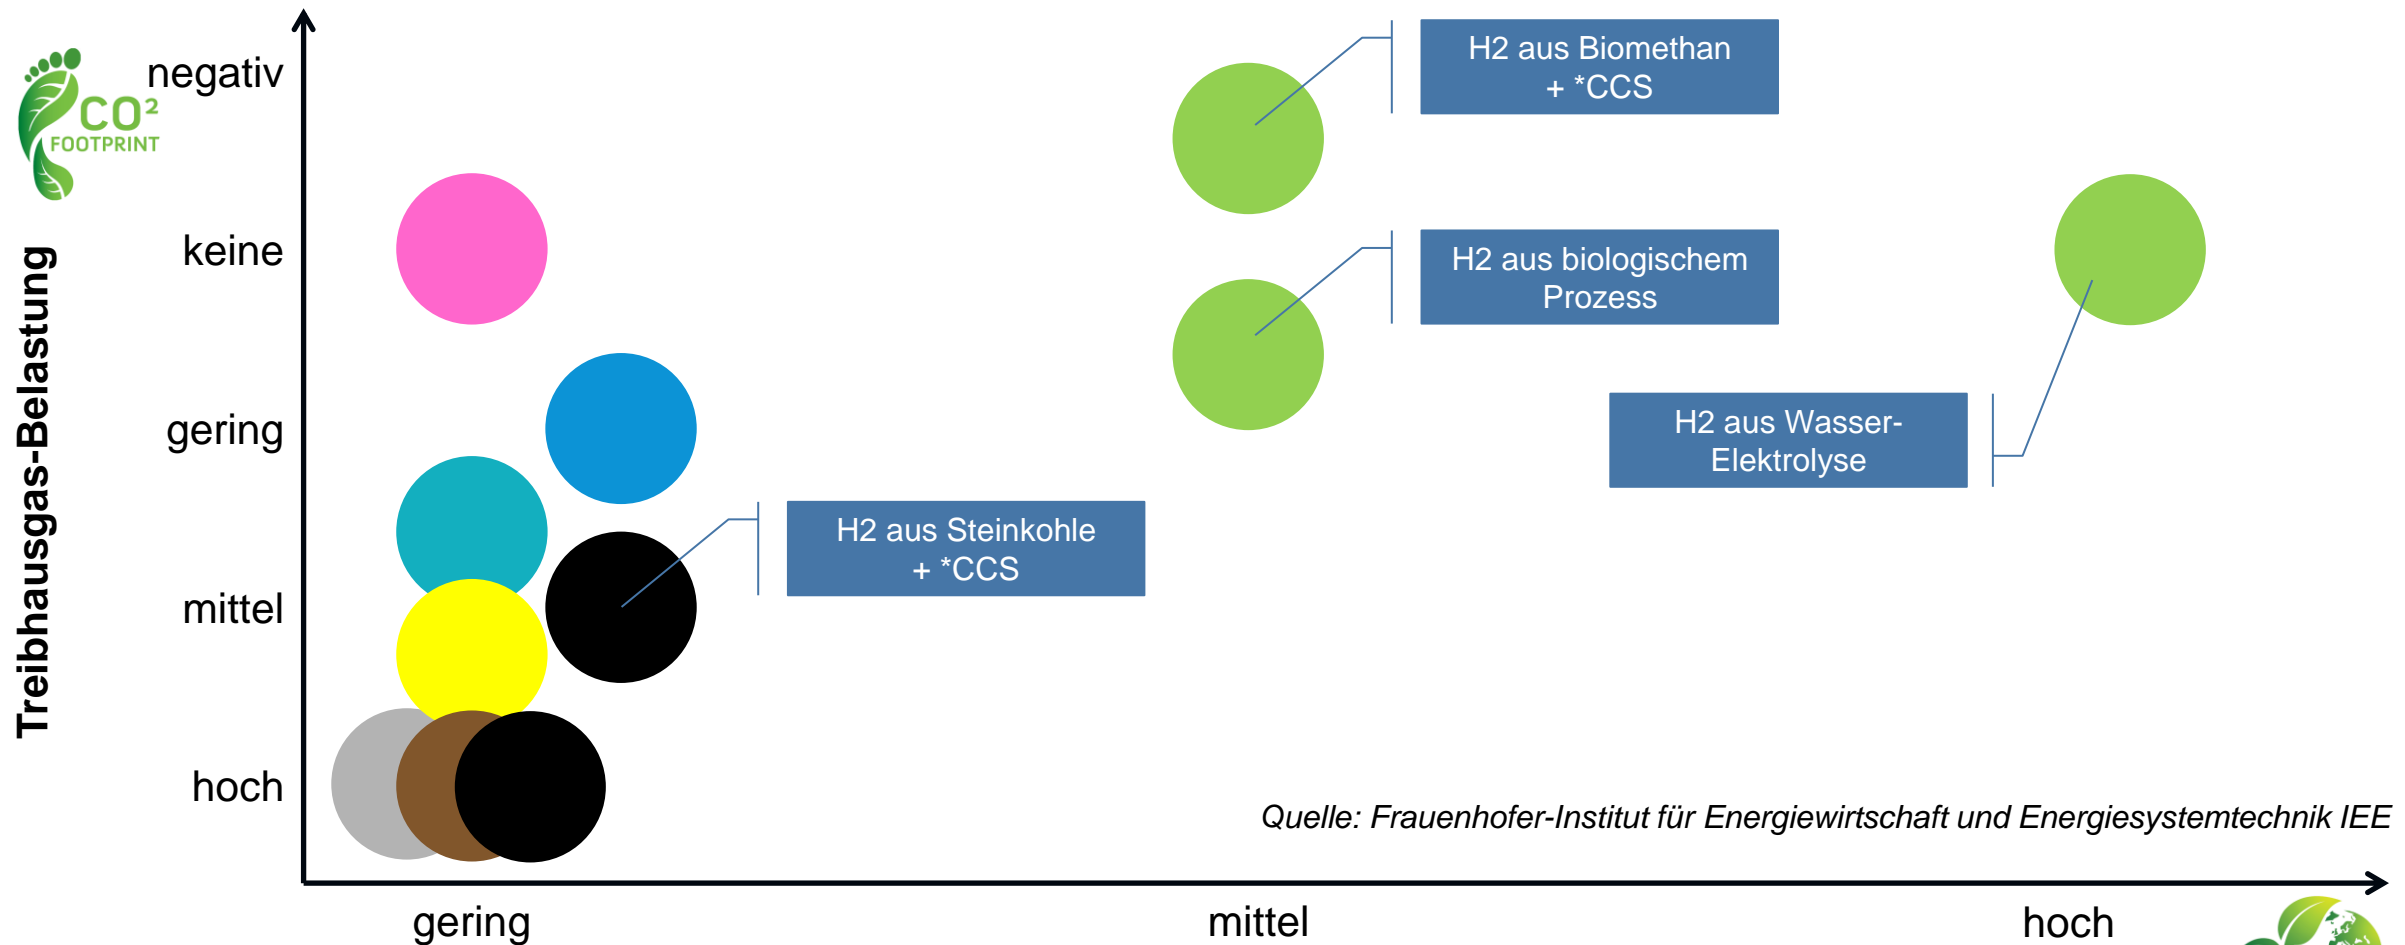 negativ
CO²
FOOTPRINT
keine
gering
mittel
hoch
Treibhausgas-Belastung
H2 aus Biomethan
+ *CCS
H2 aus biologischem
Prozess
H2 aus Wasser-
Elektrolyse
H2 aus Steinkohle
+ *CCS
Quelle: Frauenhofer-Institut für Energiewirtschaft und Energiesystemtechnik IEE
gering
mittel
hoch